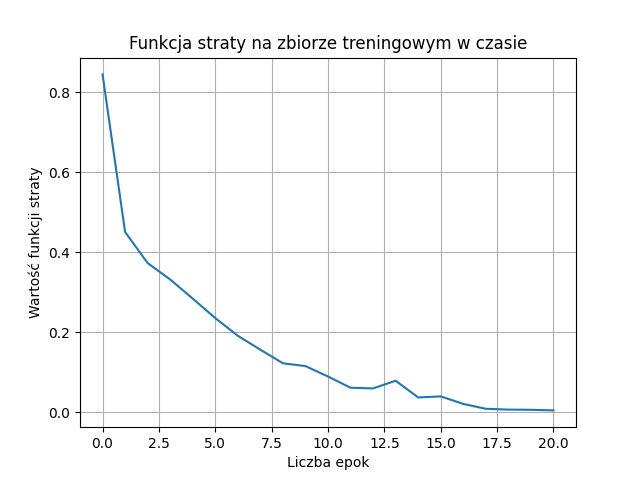 Funkcja straty na zbiorze treningowym w czasie
Wartość funkcji straty
0.8
0.6
0.4
0.2
0.0
0.0 2.5 5.0 7.5 10.0 12.5 15.0 17.5 20.0
Liczba epok